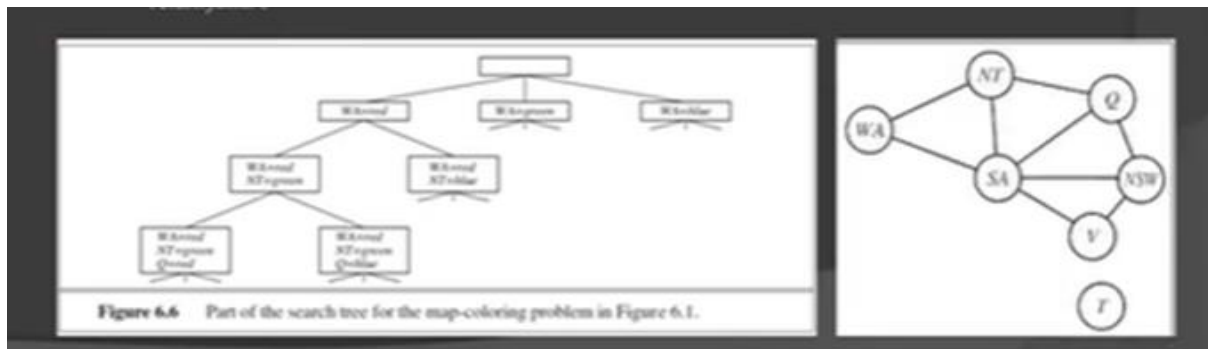 WA=red
WA=green
WA=blue
WA=red
NT=green
WA=red
NT=blue
WA=red
NT=green
Q=red
WA=red
NT=green
Q=blue
Figure 6.6 Part of the search tree for the map-coloring problem in Figure 6.1.
NT
Q
WA
SA
NSW
V
T